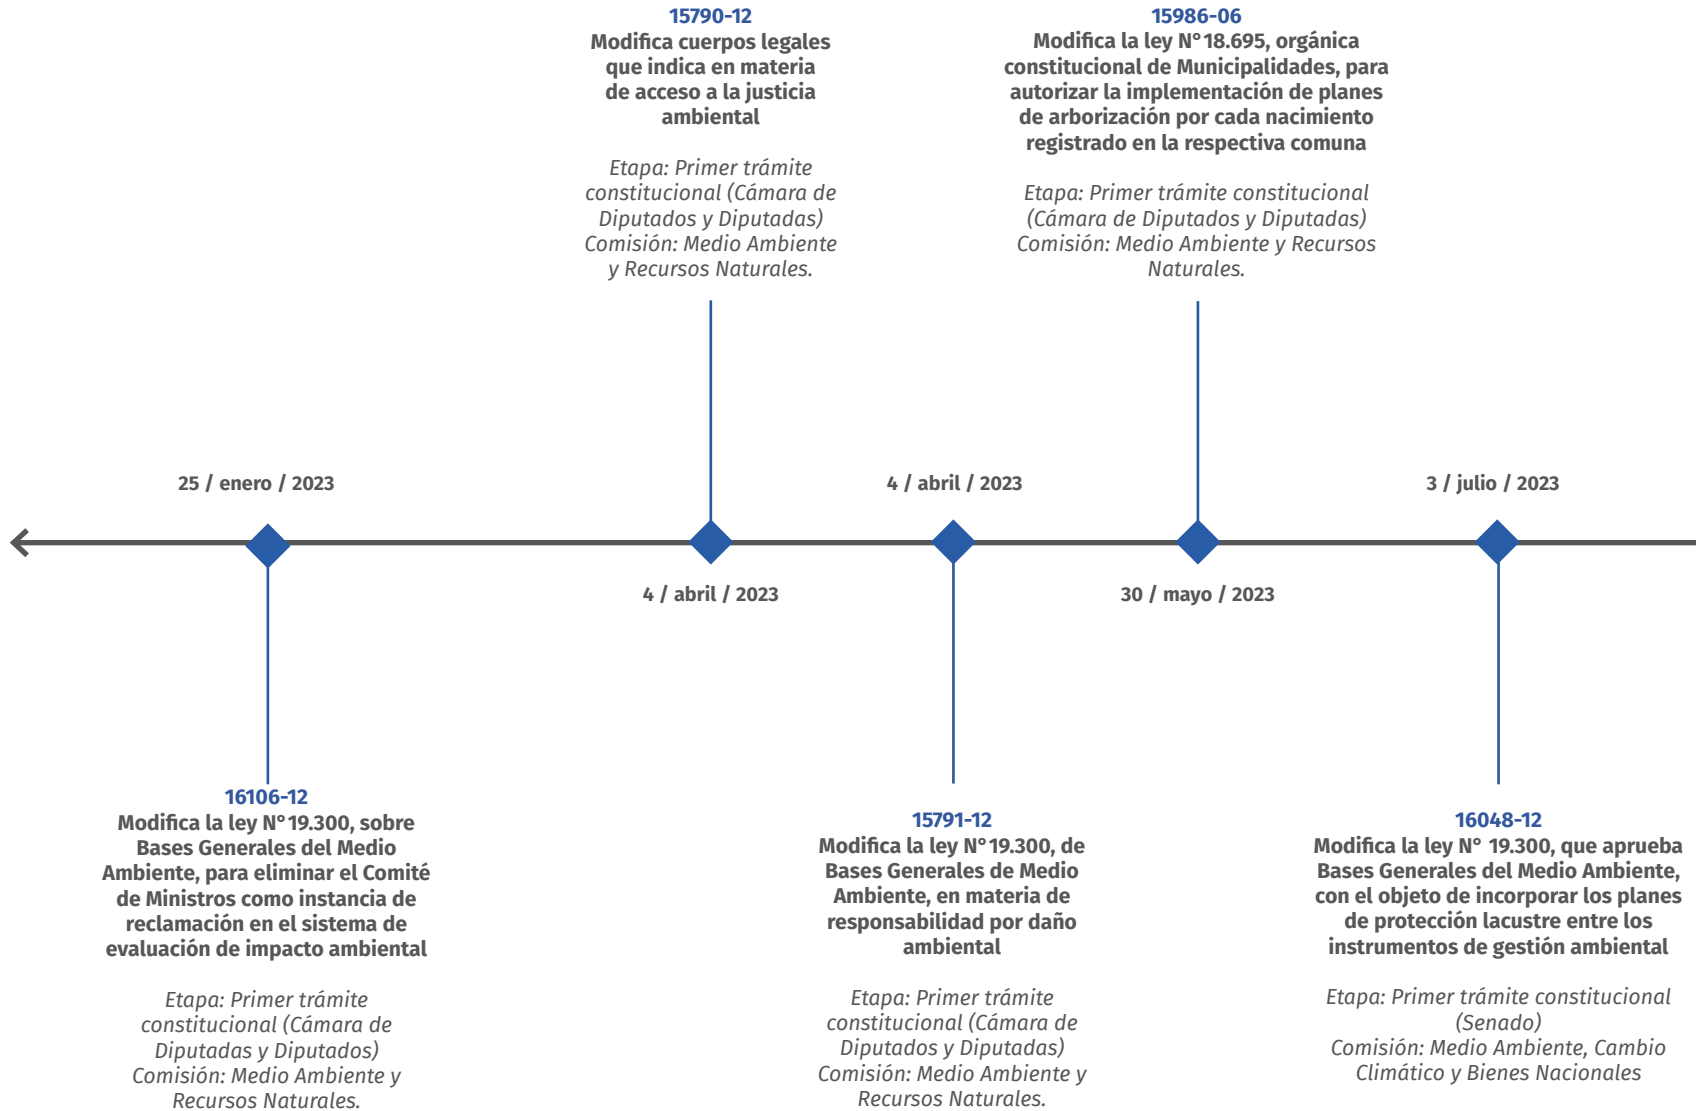 15790-12
Modifica cuerpos legales
que indica en materia
de acceso a la justicia
ambiental
Etapa: Primer trámite
constitucional (Cámara de
Diputados y Diputadas)
Comisión: Medio Ambiente
y Recursos Naturales.
15986-06
Modifica la ley N° 18.695, orgánica
constitucional de Municipalidades, para
autorizar la implementación de planes
de arborización por cada nacimiento
registrado en la respectiva comuna
Etapa: Primer trámite constitucional
(Cámara de Diputados y Diputadas)
Comisión: Medio Ambiente y Recursos
Naturales.
25 / enero / 2023
4 / abril / 2023
4 / abril / 2023
30 / mayo / 2023
3 / julio / 2023
16106-12
Modifica la ley N° 19.300, sobre
Bases Generales del Medio
Ambiente, para eliminar el Comité
de Ministros como instancia de
reclamación en el sistema de
evaluación de impacto ambiental
Etapa: Primer trámite
constitucional (Cámara de
Diputadas y Diputados)
Comisión: Medio Ambiente y
Recursos Naturales.
15791-12
Modifica la ley N° 19.300, de
Bases Generales de Medio
Ambiente, en materia de
responsabilidad por daño
ambiental
Etapa: Primer trámite
constitucional (Cámara de
Diputados y Diputadas)
Comisión: Medio Ambiente y
Recursos Naturales.
16048-12
Modifica la ley N° 19.300, que aprueba
Bases Generales del Medio Ambiente,
con el objeto de incorporar los planes
de protección lacustre entre los
instrumentos de gestión ambiental
Etapa: Primer trámite constitucional
(Senado)
Comisión: Medio Ambiente, Cambio
Climático y Bienes Nacionales